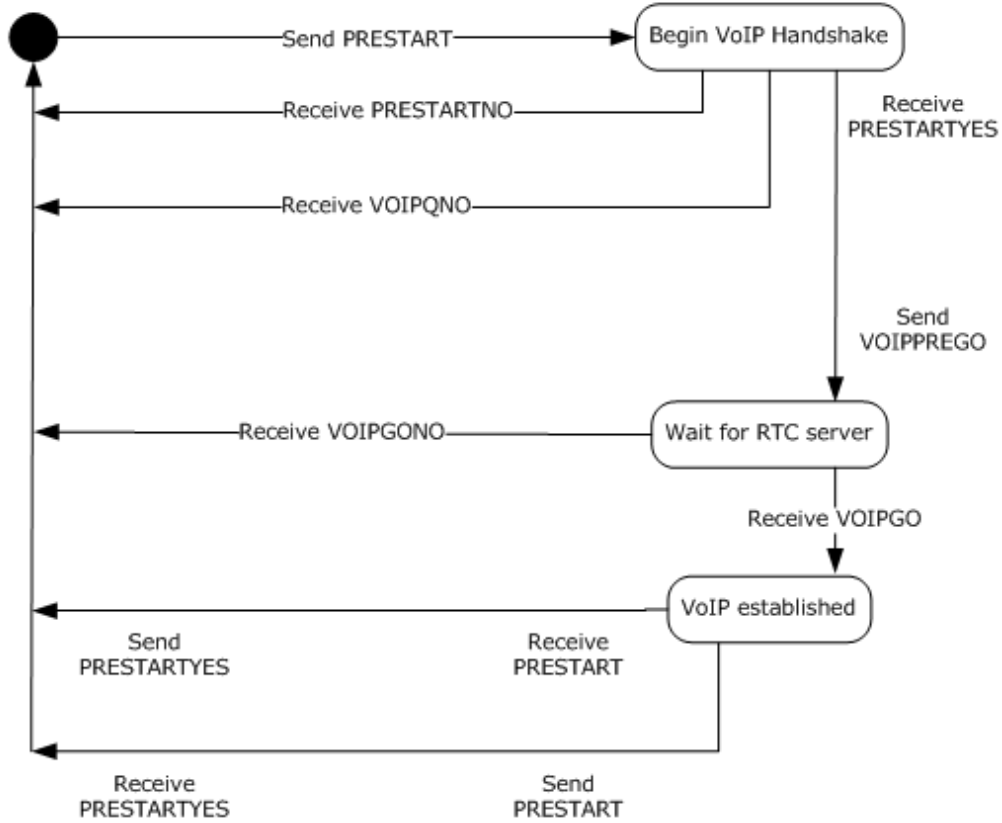 Send PRESTART
Begin VoIP Handshake
Receive PRESTARTNO
Receive
PRESTARTYES
Receive VOIPQNO
Send
VOIPPREGO
Receive VOIPGONO
Wait for RTC server
Receive VOIPGO
VoIP established
Send
PRESTARTYES
Receive
PRESTART
Receive
PRESTARTYES
Send
PRESTART